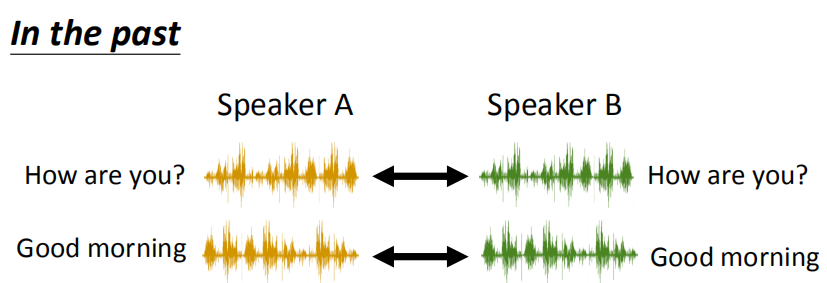 In the past
Speaker A Speaker B
How are you? How are you?
Good morning Good morning